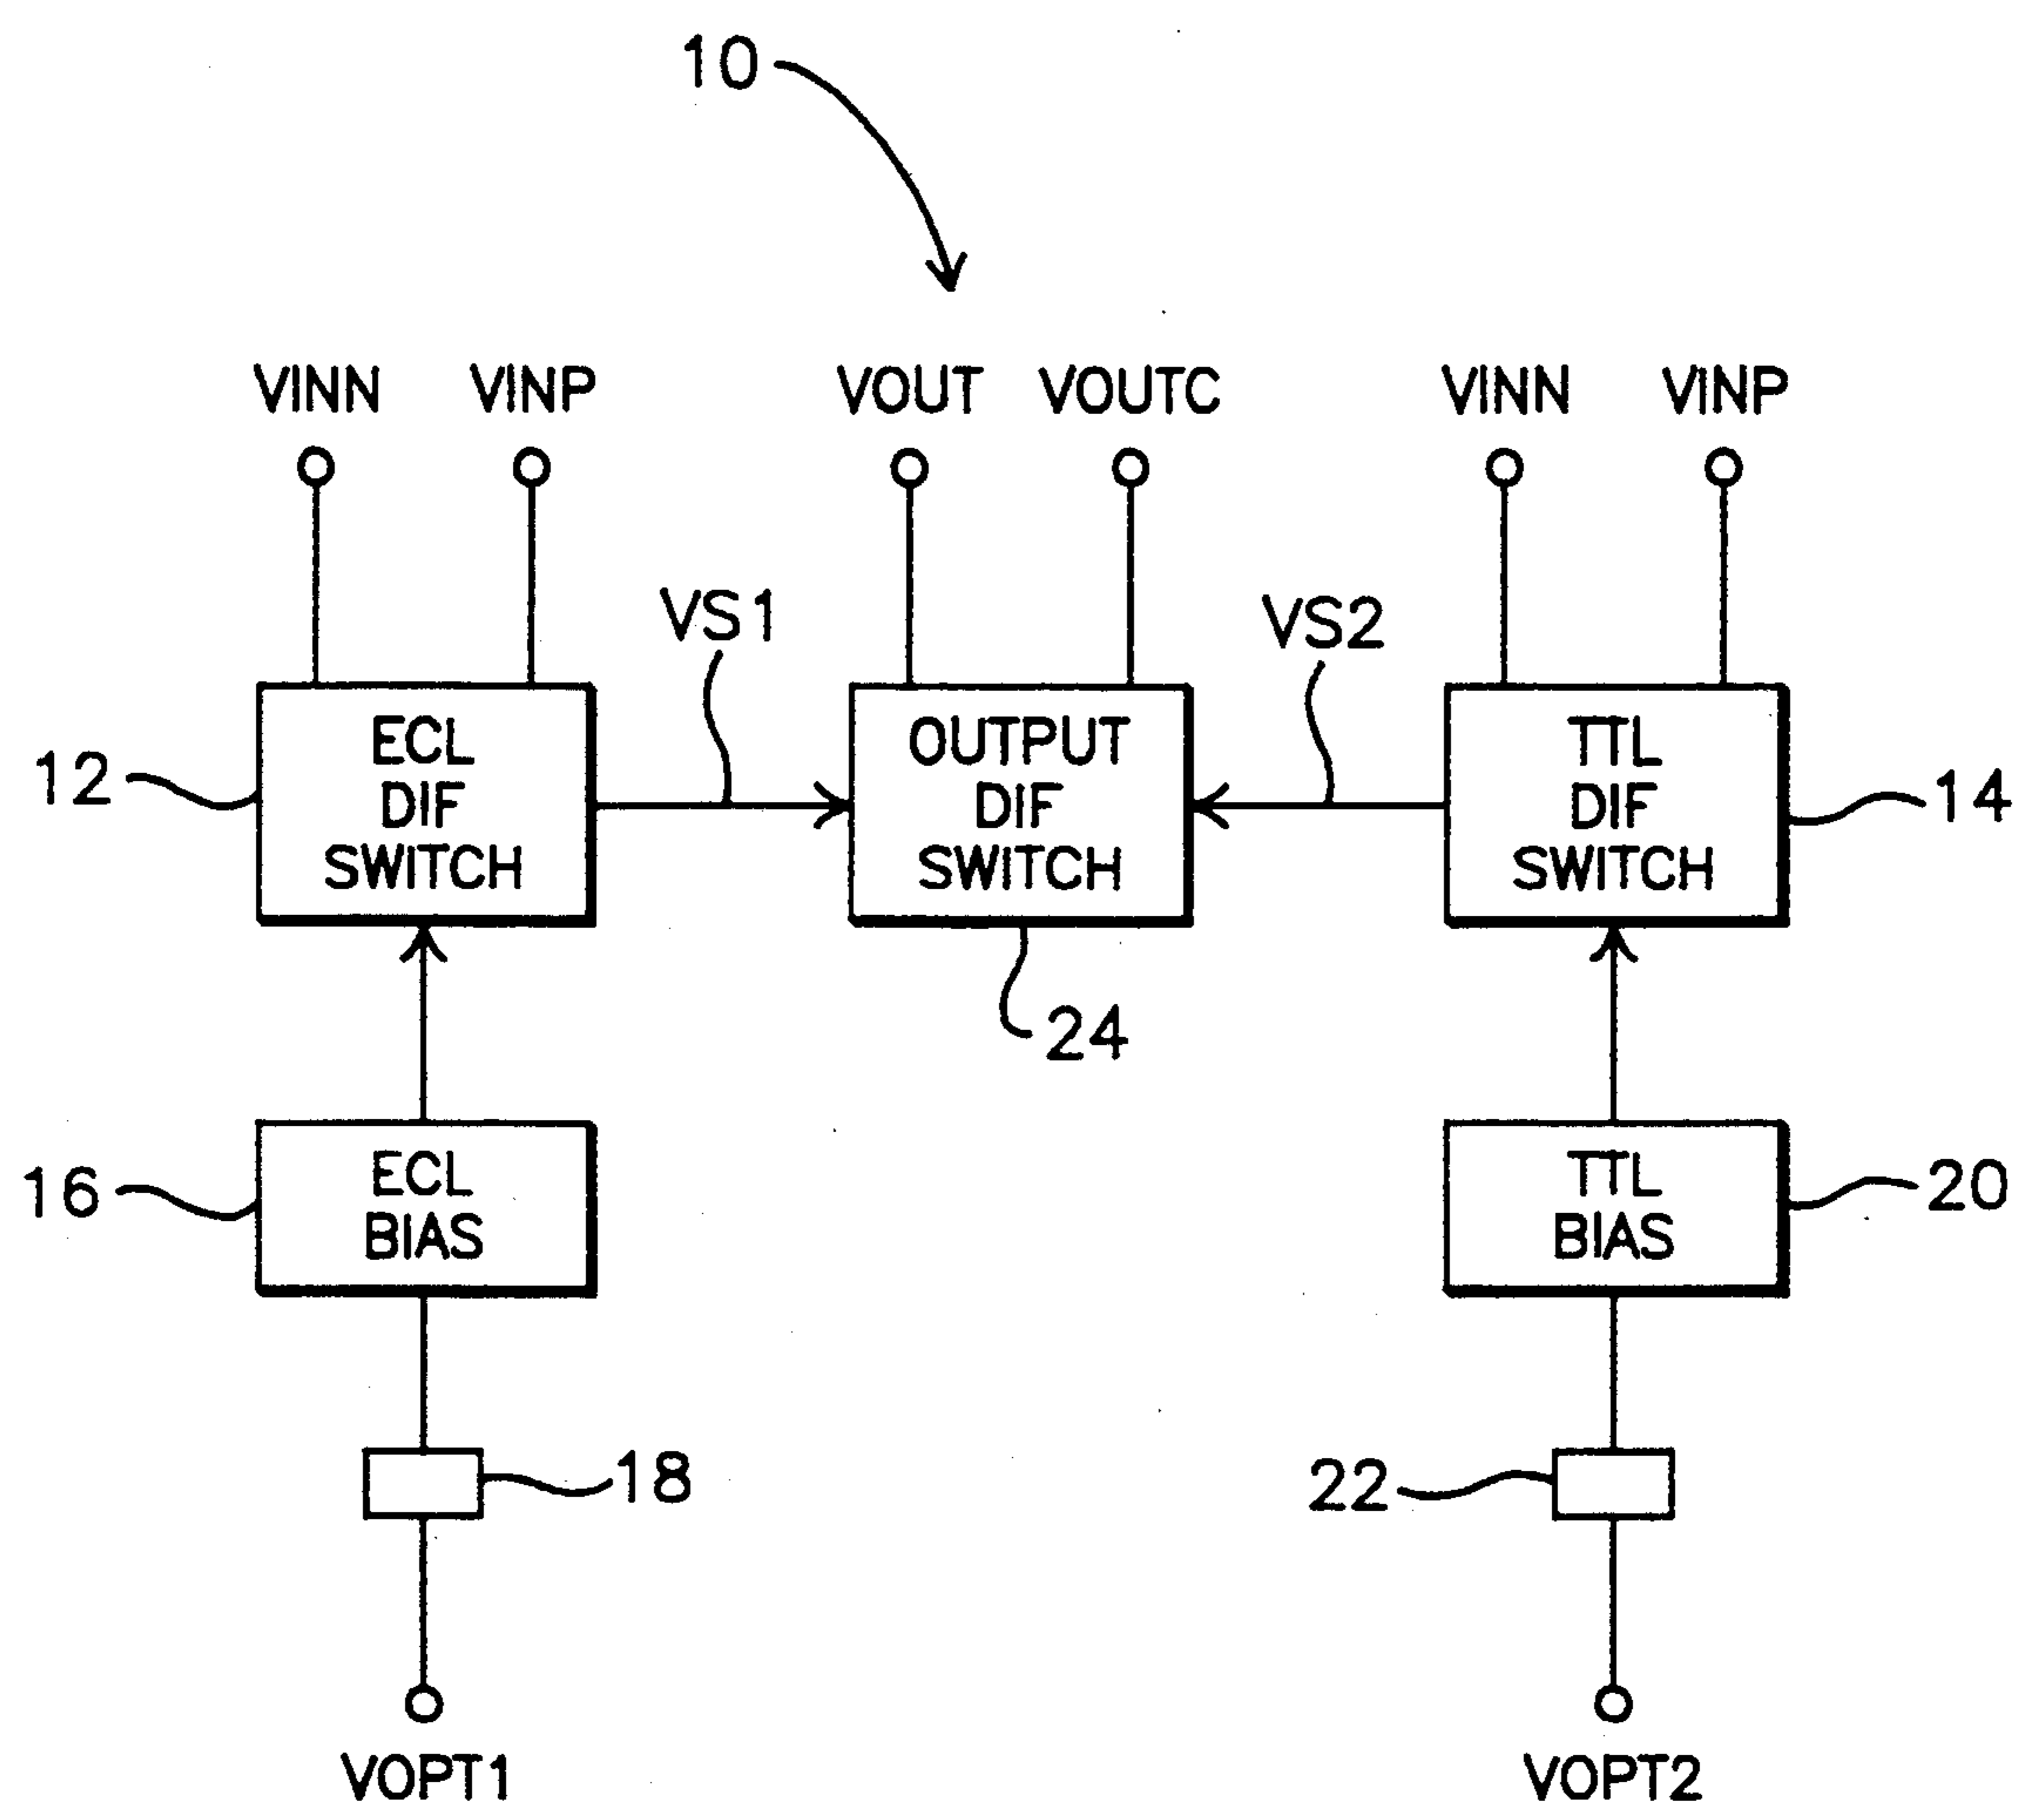 10
VINN VINP VOUT VOUTC VINN VINP
VS1 VS2
12 ECL DIF SWITCH
OUTPUT DIF SWITCH
TTL DIF SWITCH 14
24
16 ECL BIAS
TTL BIAS 20
18 22
VOPT1 VOPT2